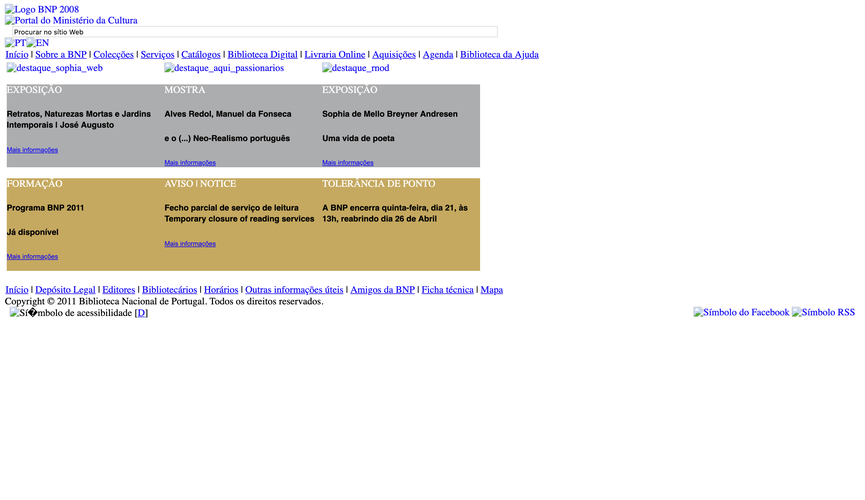 Logo BNP 2008
Portal do Ministério da Cultura
Procurar no sítio Web
PT EN
Início | Sobre a BNP | Colecções | Serviços | Catálogos | Biblioteca Digital | Livraria Online | Aquisições | Agenda | Biblioteca da Ajuda
destaque_sophia_web destaque_aqui_passionarios destaque_rnod
EXPOSIÇÃO
Retratos, Naturezas Mortas e Jardins
Intemporais | José Augusto
Mais informações
MOSTRA
Alves Redol, Manuel da Fonseca
e o (...) Neo-Realismo português
Mais informações
EXPOSIÇÃO
Sophia de Mello Breyner Andresen
Uma vida de poeta
Mais informações
FORMAÇÃO
Programa BNP 2011
Já disponível
Mais informações
AVISO | NOTICE
Fecho parcial de serviço de leitura
Temporary closure of reading services
Mais informações
TOLERÂNCIA DE PONTO
A BNP encerra quinta-feira, dia 21, às
13h, reabrindo dia 26 de Abril
Início | Depósito Legal | Editores | Bibliotecários | Horários | Outras informações úteis | Amigos da BNP | Ficha técnica | Mapa
Copyright © 2011 Biblioteca Nacional de Portugal. Todos os direitos reservados.
Sí�mbolo de acessibilidade [D] Símbolo do Facebook Símbolo RSS